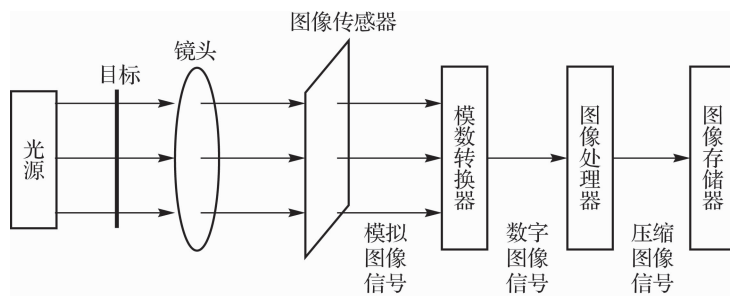 光源
目标
镜头
图像传感器
模拟
图像
信号
模数转换器
数字
图像
信号
图像处理器
压缩
图像
信号
图像存储器